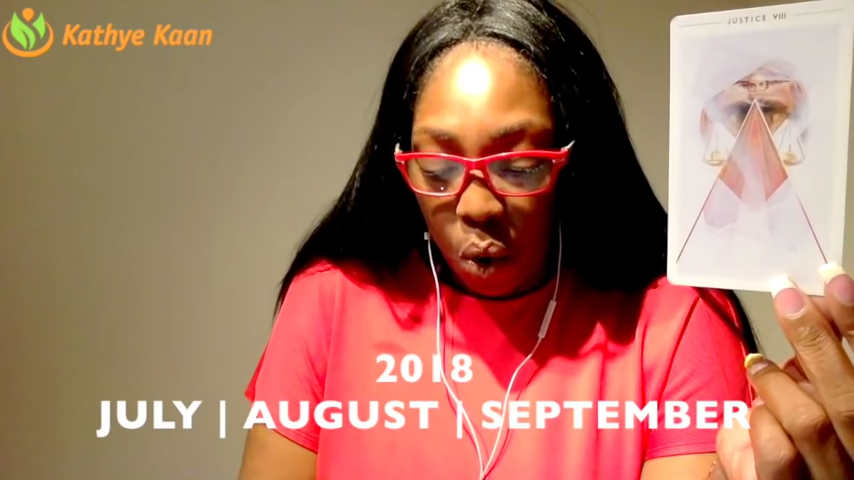 Kathye Kaan
JUSTICE VIII
2018
JULY | AUGUST | SEPTEMBER